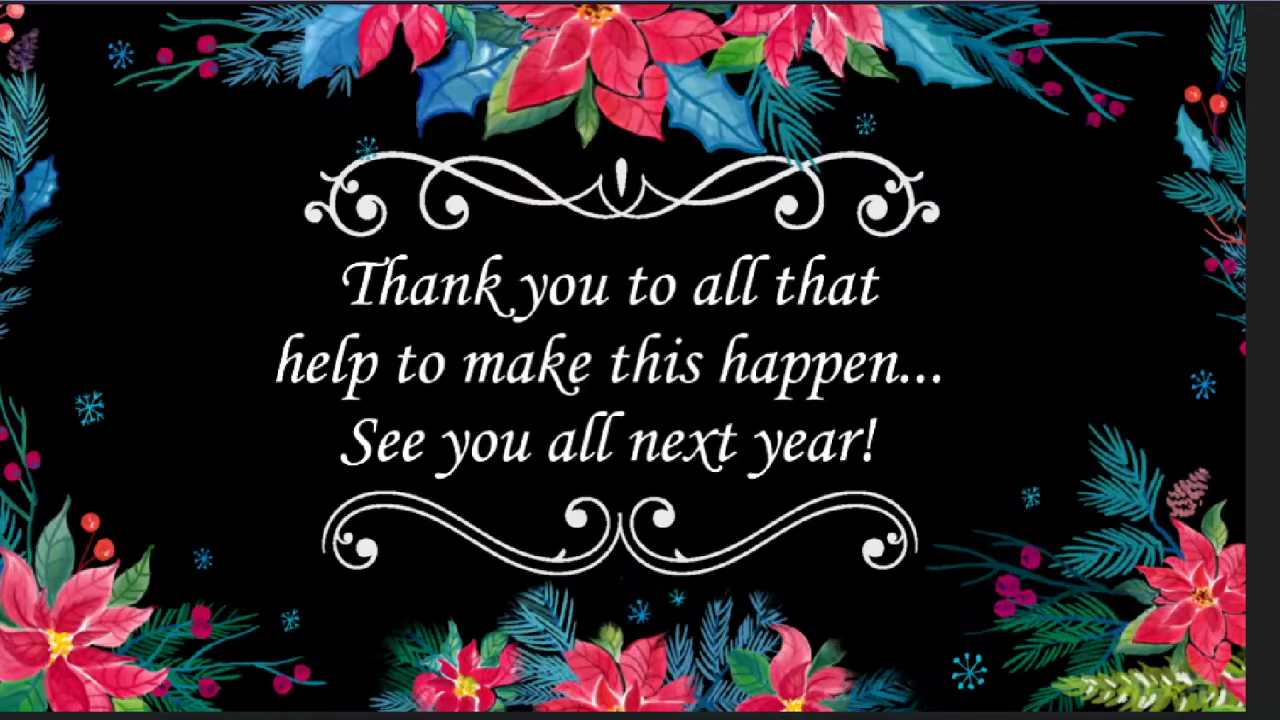 Thank you to all that
help to make this happen...
See you all next year!